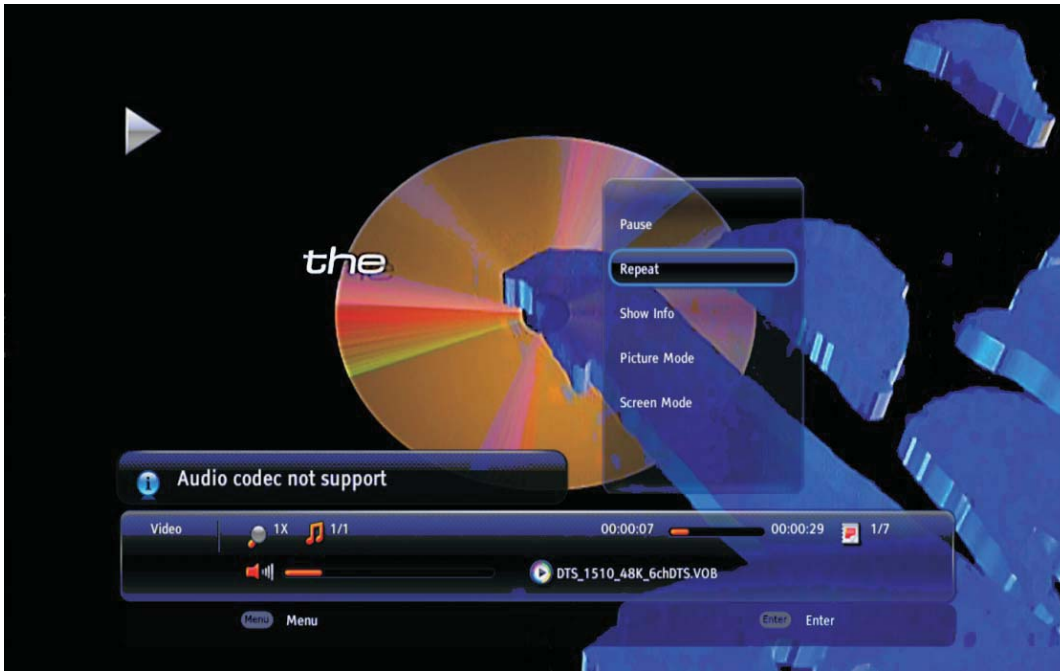 the
Pause
Repeat
Show Info
Picture Mode
Screen Mode
Audio codec not support
Video 1X 1/1 00:00:07 00:00:29 1/7
DTS_1510_48K_6chDTS.VOB
Menu Menu Enter Enter